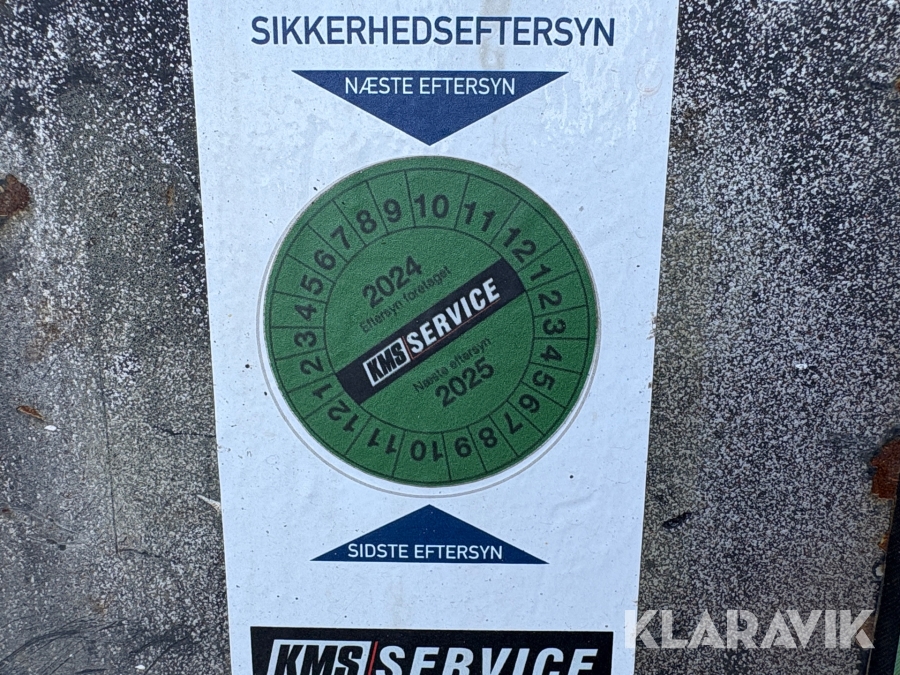 SIKKERHEDSEFTERSYN
NÆSTE EFTERSYN
1 2 3 4 5 6 7 8 9 10 11 12
2024
Eftersyn foretaget
KMS SERVICE
Næste eftersyn
2025
1 2 3 4 5 6 7 8 9 10 11 12
SIDSTE EFTERSYN
KLARAVIK
KMS SERVICE